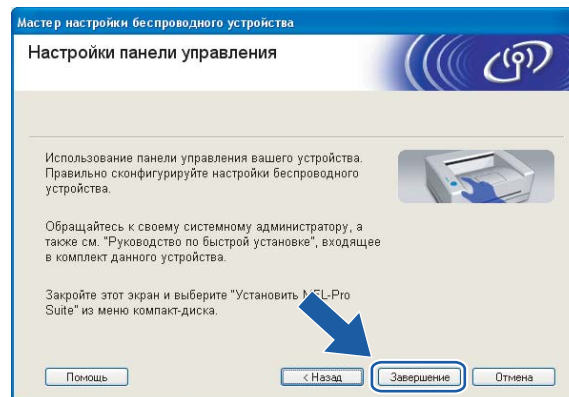 Мастер настройки беспроводного устройства
Настройки панели управления
Использование панели управления вашего устройства.
Правильно сконфигурируйте настройки беспроводного
устройства.
Обращайтесь к своему системному администратору, а
также см. "Руководство по быстрой установке", входящее
в комплект данного устройства.
Закройте этот экран и выберите "Установить MFL-Pro
Suite" из меню компакт-диска.
Помощь < Назад Завершение Отмена